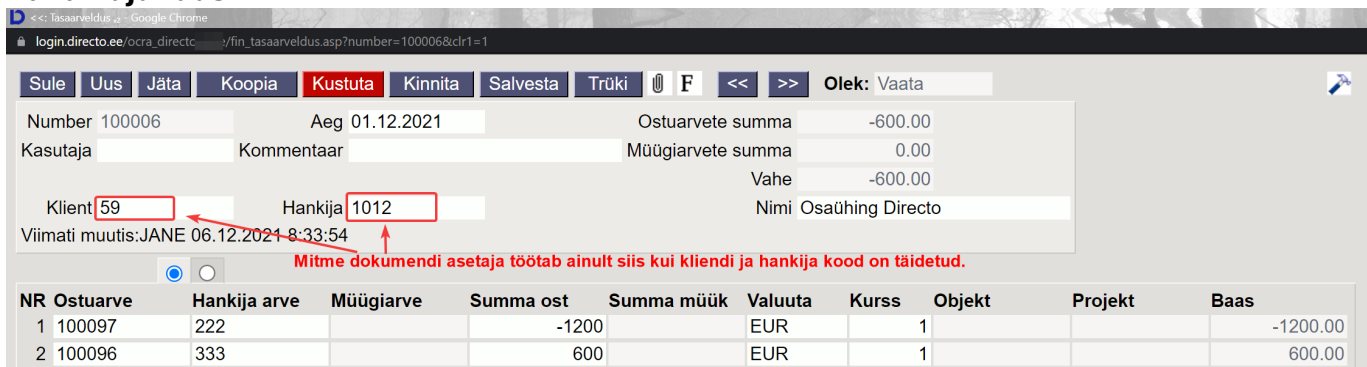 <<: Tasaarveldus - Google Chrome
login.directo.ee/ocra_directo /fin_tasaarveldus.asp?number=100006&clr1=1
Sule Uus Jäta Koopia Kustuta Kinnita Salvesta Trüki F << >> Olek: Vaata
Number 100006 Aeg 01.12.2021 Ostuarvete summa -600.00
Kasutaja Kommentaar Müügiarvete summa 0.00
Vahe -600.00
Klient 59 Hankija 1012 Nimi Osaühing Directo
Viimati muutis:JANE 06.12.2021 8:33:54
Mitme dokumendi asetaja töötab ainult siis kui kliendi ja hankija kood on täidetud.
NR Ostuarve Hankija arve Müügiarve Summa ost Summa müük Valuuta Kurss Objekt Projekt Baas
1 100097 222 -1200 EUR 1 -1200.00
2 100096 333 600 EUR 1 600.00